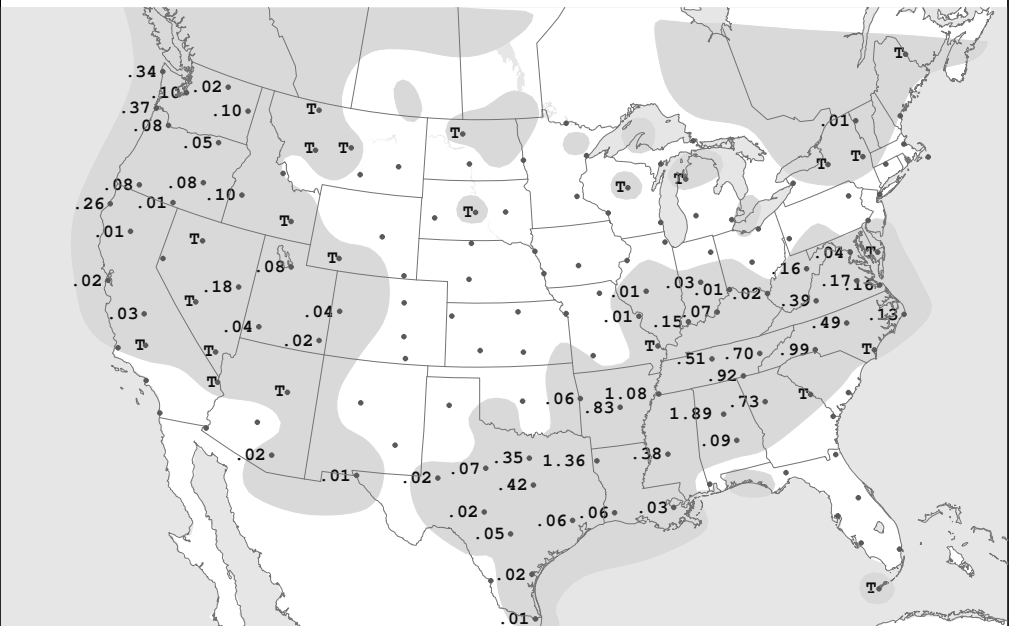 T
.34
.10 .02
.37 .10 T
.08 T .01
.05 T T
T T
.08 .08 T T
.26 .01 .10 T
.01 T T
.08 T .04 T
.02 .18 .16 .17 .16
.03 T .04 .01 .03 .01 .02 .39
.04 .01 .15 .07 .49 .13
T T .02 T .51 .70 .99 T
T T .92
.06 1.08 T
.83 1.89 .73
.09
.02 .35 1.36 .38
.01 .02 .07
.42
.02 .06 .06 .03
.05
.02 T
.01